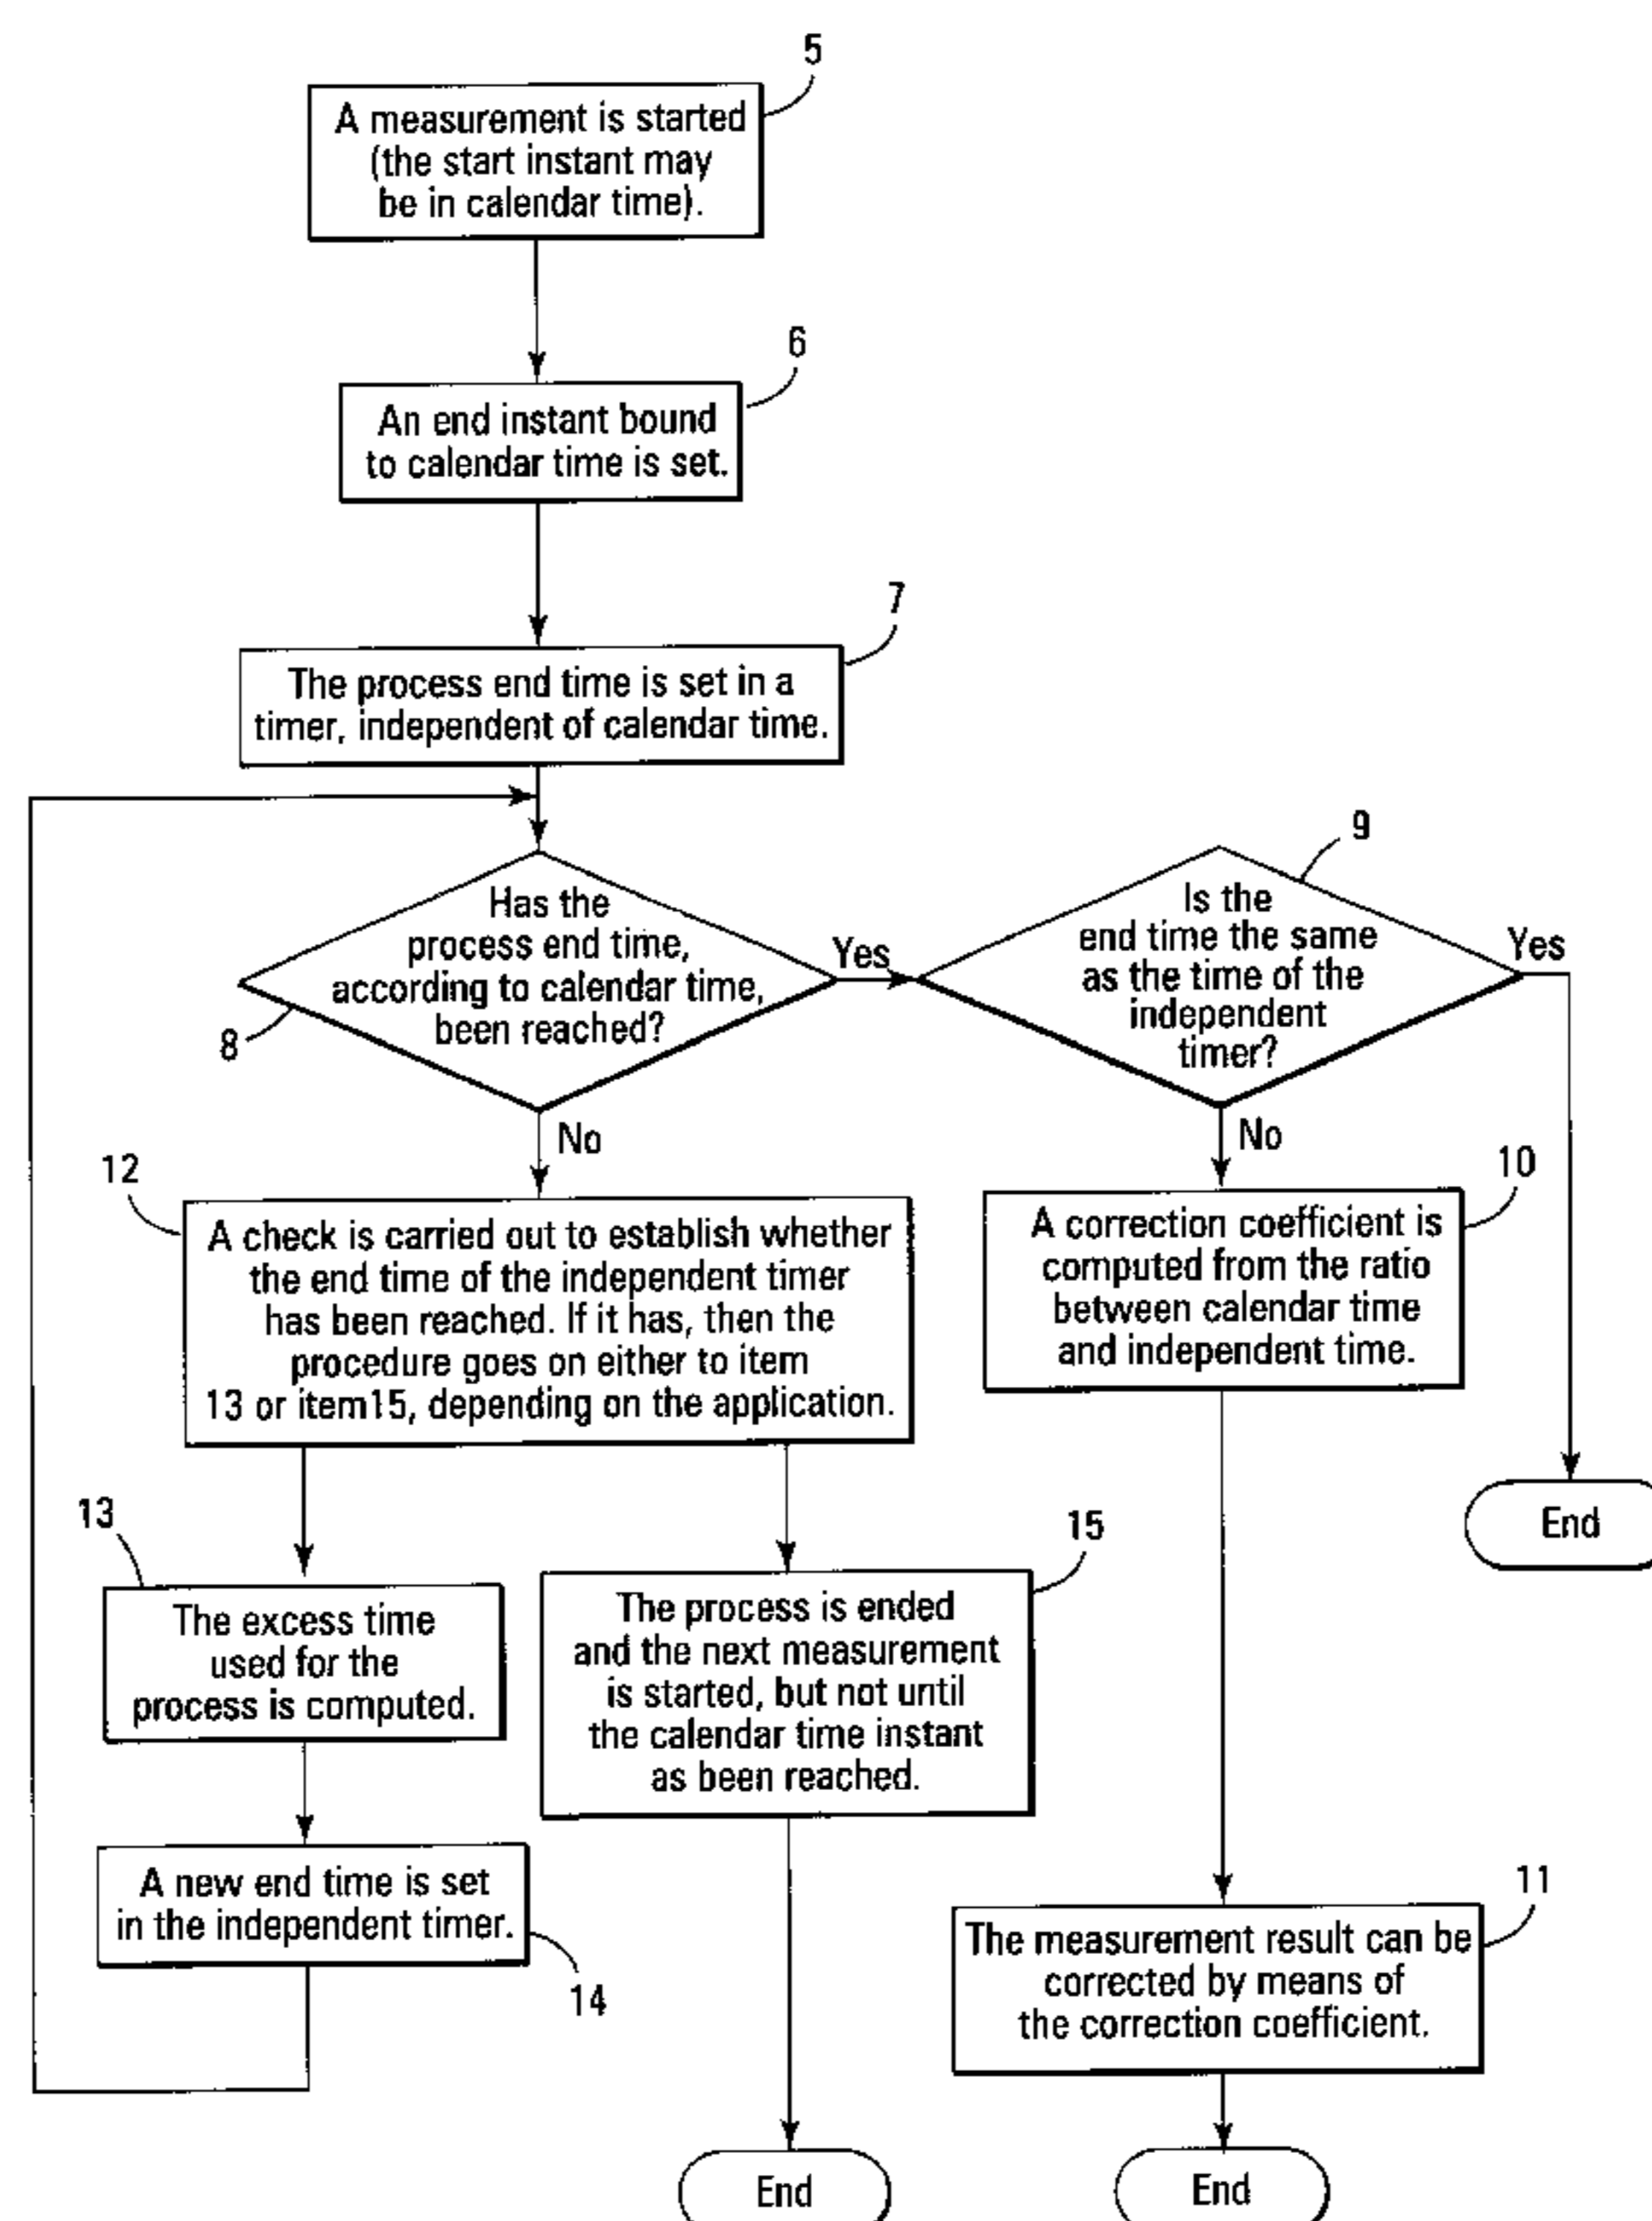 5
A measurement is started
(the start instant may
be in calendar time).
6
An end instant bound
to calendar time is set.
7
The process end time is set in a
timer, independent of calendar time.
8
Has the
process end time,
according to calendar time,
been reached?
Yes
No
9
Is the
end time the same
as the time of the
independent
timer?
Yes
No
End
10
A correction coefficient is
computed from the ratio
between calendar time
and independent time.
12
A check is carried out to establish whether
the end time of the independent timer
has been reached. If it has, then the
procedure goes on either to item
13 or item15, depending on the application.
13
The excess time
used for the
process is computed.
15
The process is ended
and the next measurement
is started, but not until
the calendar time instant
as been reached.
A new end time is set
in the independent timer.
14
11
The measurement result can be
corrected by means of
the correction coefficient.
End
End